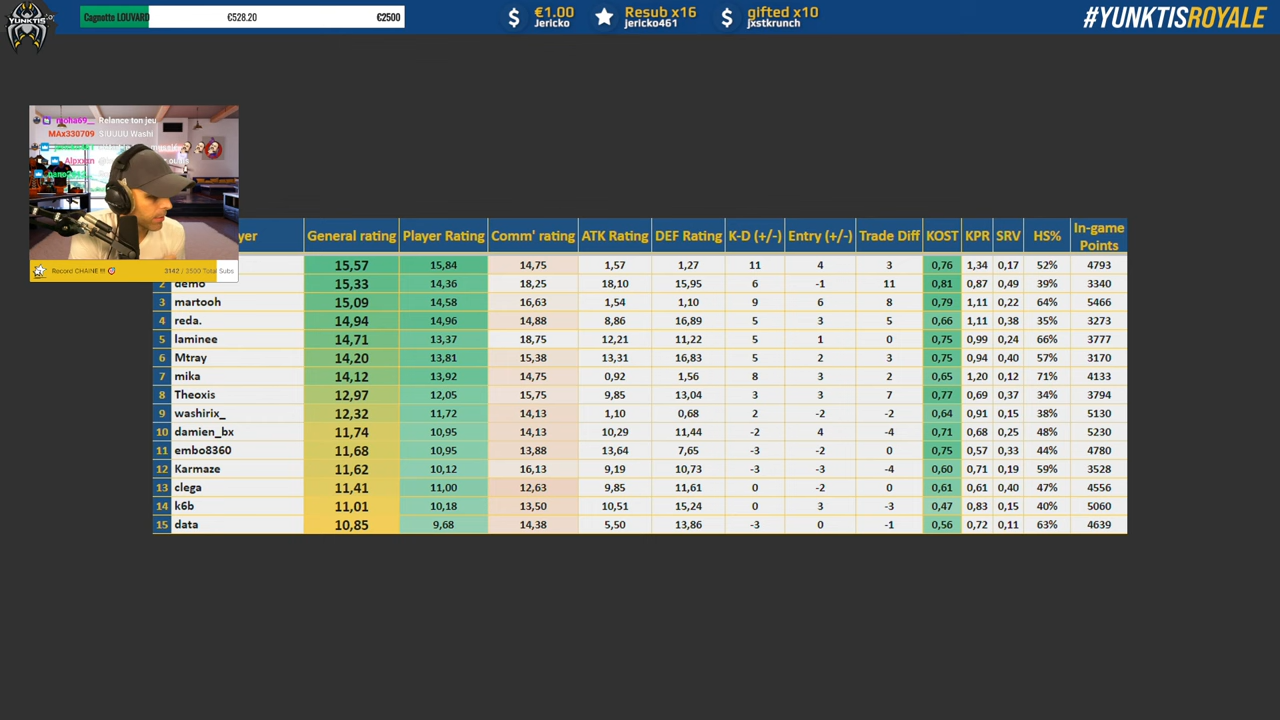 YUNKTIS
Cagnotte LOUVARD €528.20 €2500
$ €1.00 Jericko
Resub x16 jericko461
$ gifted x10 jxstkrunch
#YUNKTISROYALE
Relance ton jeu
MAx330709 SIUUUU Washi
Alpxxtn
Record CHAINE !!! 3142 / 3500 Total Subs
yer General rating Player Rating Comm' rating ATK Rating DEF Rating K-D (+/-) Entry (+/-) Trade Diff KOST KPR SRV HS% In-game Points
15,57 15,84 14,75 1,57 1,27 11 4 3 0,76 1,34 0,17 52% 4793
2 demo 15,33 14,36 18,25 18,10 15,95 6 -1 11 0,81 0,87 0,49 39% 3340
3 martooh 15,09 14,58 16,63 1,54 1,10 9 6 8 0,79 1,11 0,22 64% 5466
4 reda. 14,94 14,96 14,88 8,86 16,89 5 3 5 0,66 1,11 0,38 35% 3273
5 laminee 14,71 13,37 18,75 12,21 11,22 5 1 0 0,75 0,99 0,24 66% 3777
6 Mtray 14,20 13,81 15,38 13,31 16,83 5 2 3 0,75 0,94 0,40 57% 3170
7 mika 14,12 13,92 14,75 0,92 1,56 8 3 2 0,65 1,20 0,12 71% 4133
8 Theoxis 12,97 12,05 15,75 9,85 13,04 3 3 7 0,77 0,69 0,37 34% 3794
9 washirix_ 12,32 11,72 14,13 1,10 0,68 2 -2 -2 0,64 0,91 0,15 38% 5130
10 damien_bx 11,74 10,95 14,13 10,29 11,44 -2 4 -4 0,71 0,68 0,25 48% 5230
11 embo8360 11,68 10,95 13,88 13,64 7,65 -3 -2 0 0,75 0,57 0,33 44% 4780
12 Karmaze 11,62 10,12 16,13 9,19 10,73 -3 -3 -4 0,60 0,71 0,19 59% 3528
13 clega 11,41 11,00 12,63 9,85 11,61 0 -2 0 0,61 0,61 0,40 47% 4556
14 k6b 11,01 10,18 13,50 10,51 15,24 0 3 -3 0,47 0,83 0,15 40% 5060
15 data 10,85 9,68 14,38 5,50 13,86 -3 0 -1 0,56 0,72 0,11 63% 4639